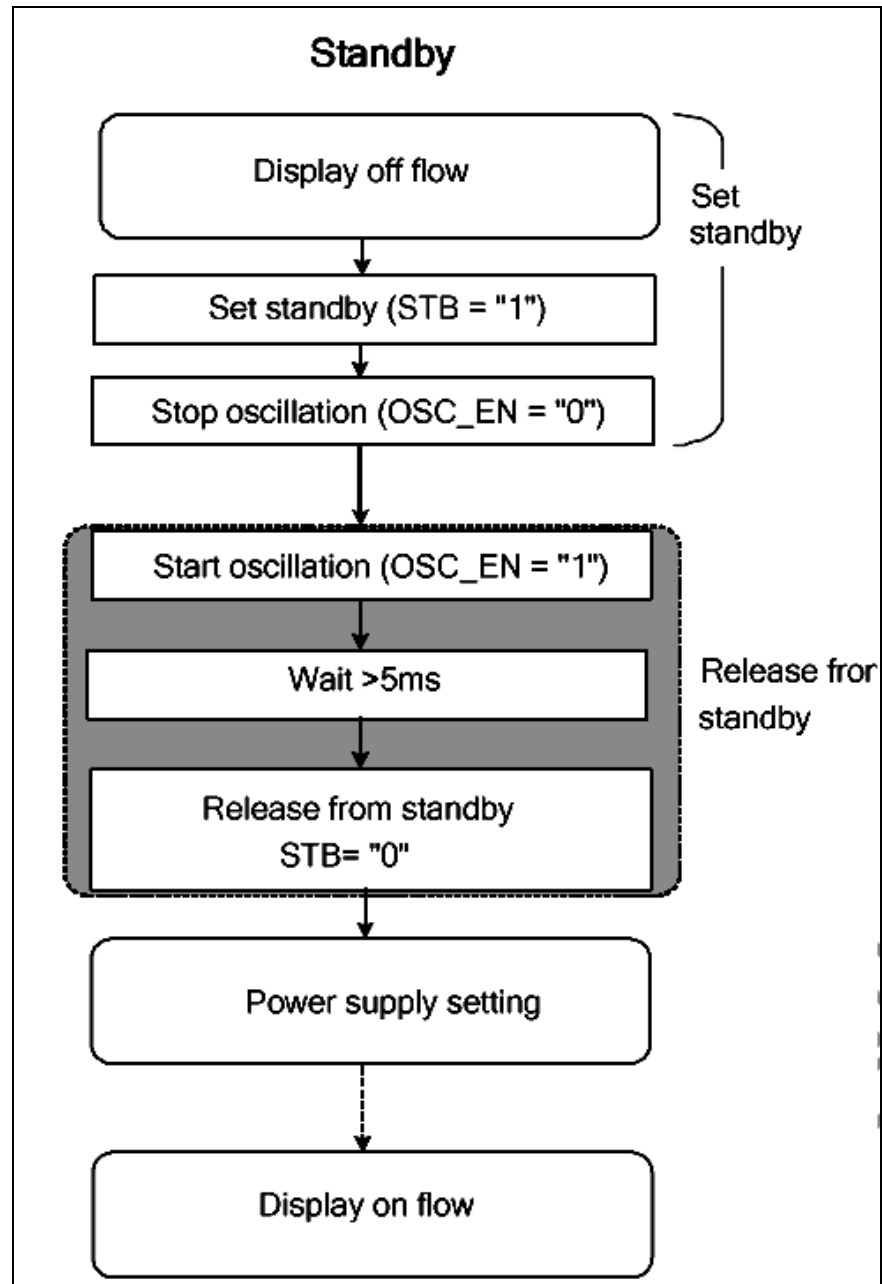 Standby
Display off flow
Set
standby
Set standby (STB = "1")
Stop oscillation (OSC_EN = "0")
Start oscillation (OSC_EN = "1")
Wait >5ms
Release from standby
STB= "0"
Release fror
standby
Power supply setting
Display on flow